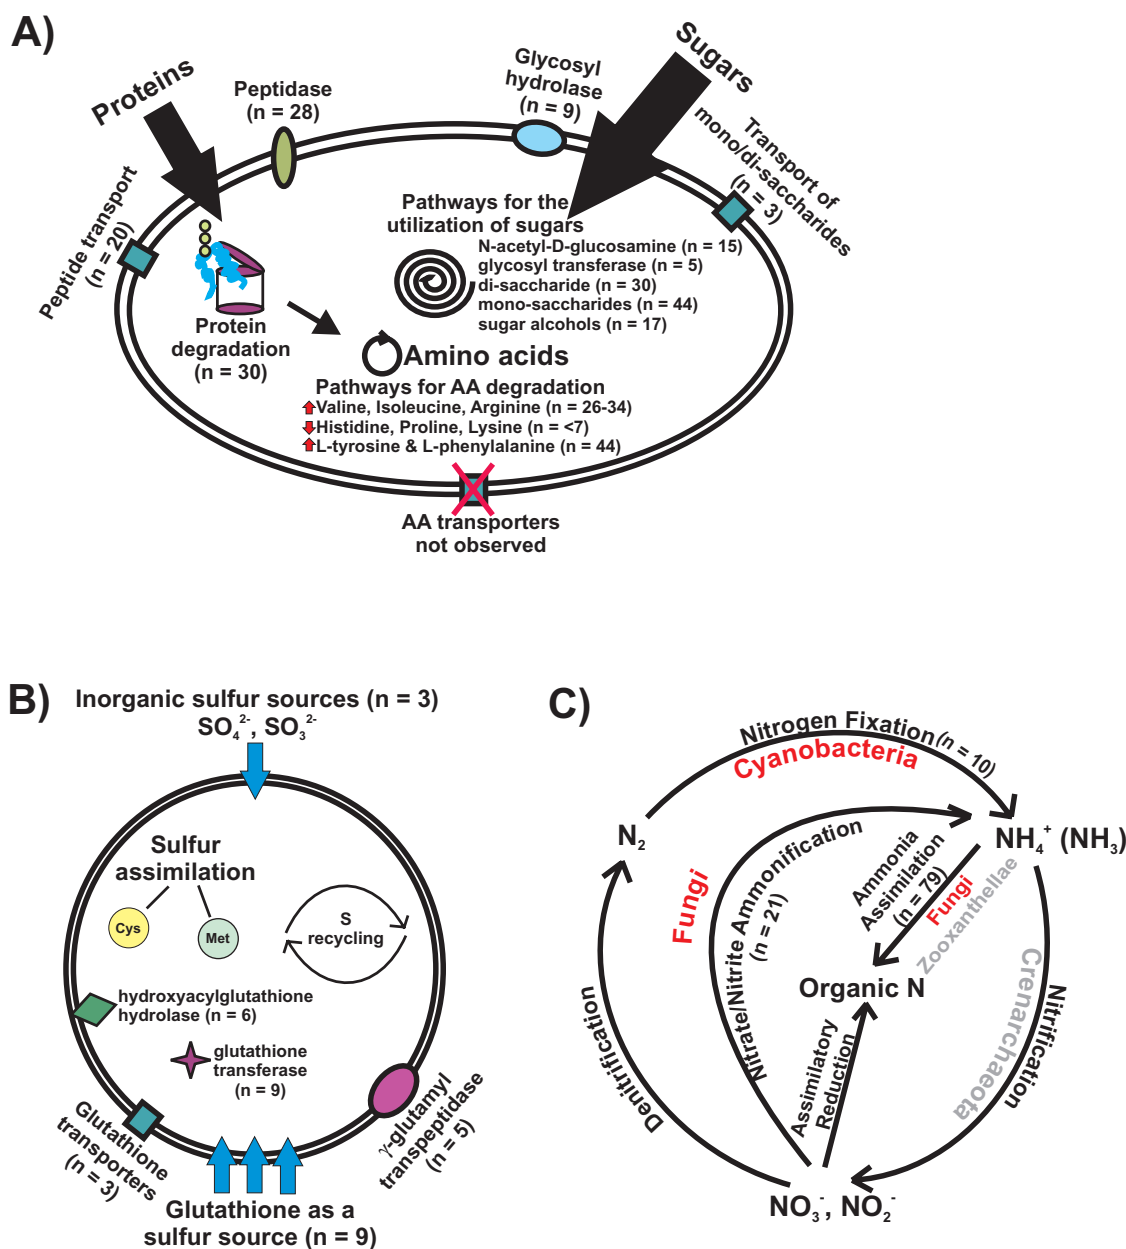 A)
Proteins
Peptidase
(n = 28)
Glycosyl
hydrolase
(n = 9)
Sugars
Transport of
mono/di-saccharides
(n = 3)
Peptide transport
(n = 20)
Pathways for the
utilization of sugars
N-acetyl-D-glucosamine (n = 15)
glycosyl transferase (n = 5)
di-saccharide (n = 30)
mono-saccharides (n = 44)
sugar alcohols (n = 17)
Protein
degradation
(n = 30)
Amino acids
Pathways for AA degradation
Valine, Isoleucine, Arginine (n = 26-34)
Histidine, Proline, Lysine (n = <7)
L-tyrosine & L-phenylalanine (n = 44)
AA transporters
not observed
B)
Inorganic sulfur sources (n = 3)
SO₄²⁻, SO₃²⁻
Sulfur
assimilation
Cys
Met
S
recycling
hydroxyacylglutathione
hydrolase (n = 6)
glutathione
transferase
(n = 9)
Glutathione
transporters
(n = 3)
γ-glutamyl
transpeptidase
(n = 5)
Glutathione as a
sulfur source (n = 9)
C)
Nitrogen Fixation (n = 10)
Cyanobacteria
N₂
NH₄⁺ (NH₃)
Fungi
Nitrate/Nitrite Ammonification
(n = 21)
Ammonia
Assimilation
(n = 79)
Fungi
Zooxanthellae
Organic N
Crenarchaeota
Nitrification
Denitrification
Assimilatory
Reduction
NO₃⁻, NO₂⁻